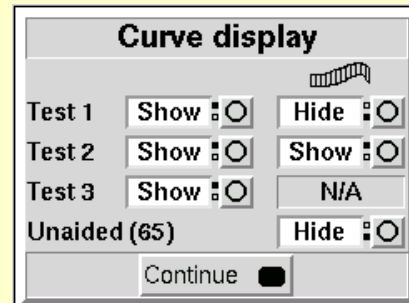 Curve display
Test 1 Show Hide
Test 2 Show Show
Test 3 Show N/A
Unaided (65) Hide
Continue